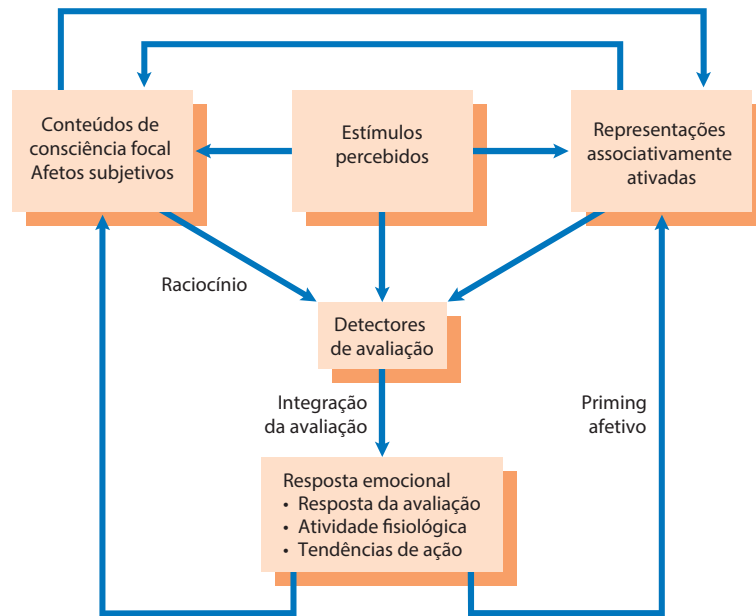 Conteúdos de
consciência focal
Afetos subjetivos
Estímulos
percebidos
Representações
associativamente
ativadas
Raciocínio
Detectores
de avaliação
Integração
da avaliação
Priming
afetivo
Resposta emocional
• Resposta da avaliação
• Atividade fisiológica
• Tendências de ação